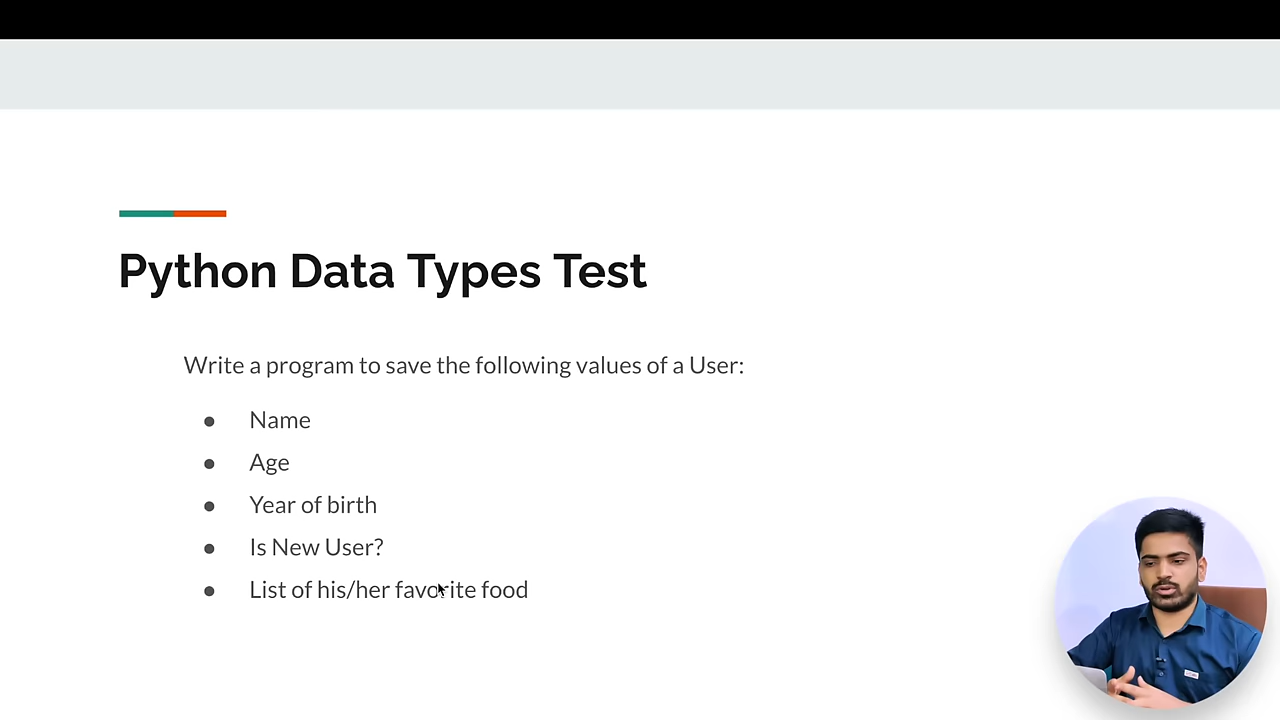 Python Data Types Test
Write a program to save the following values of a User:
● Name
● Age
● Year of birth
● Is New User?
● List of his/her favorite food